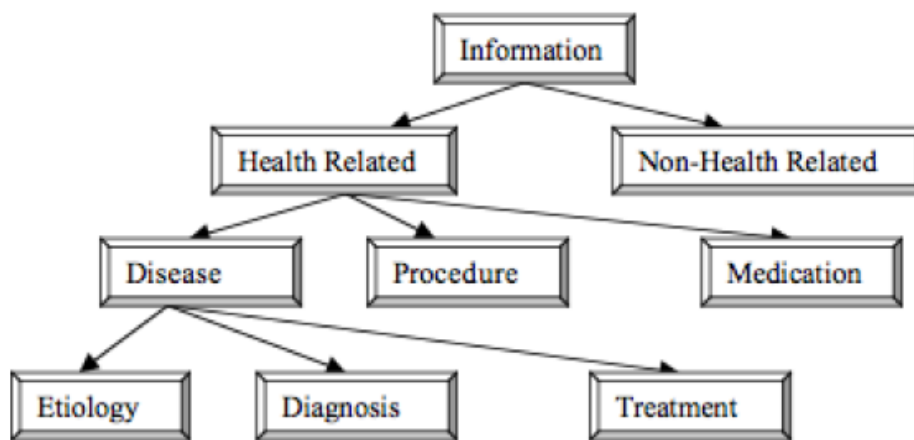 Information
Health Related
Non-Health Related
Disease
Procedure
Medication
Etiology
Diagnosis
Treatment